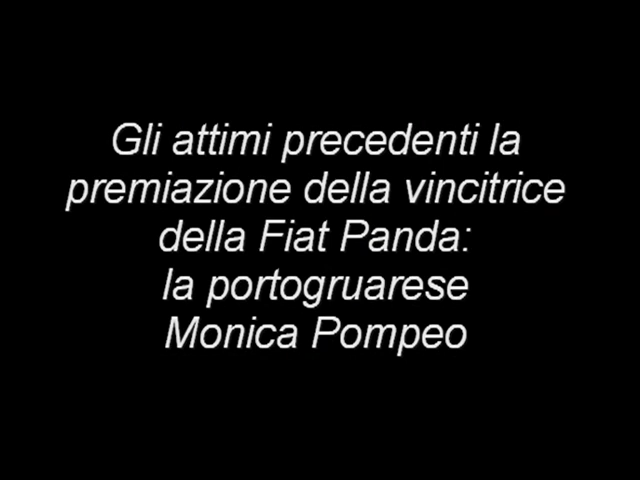 Gli attimi precedenti la
premiazione della vincitrice
della Fiat Panda:
la portogruarese
Monica Pompeo